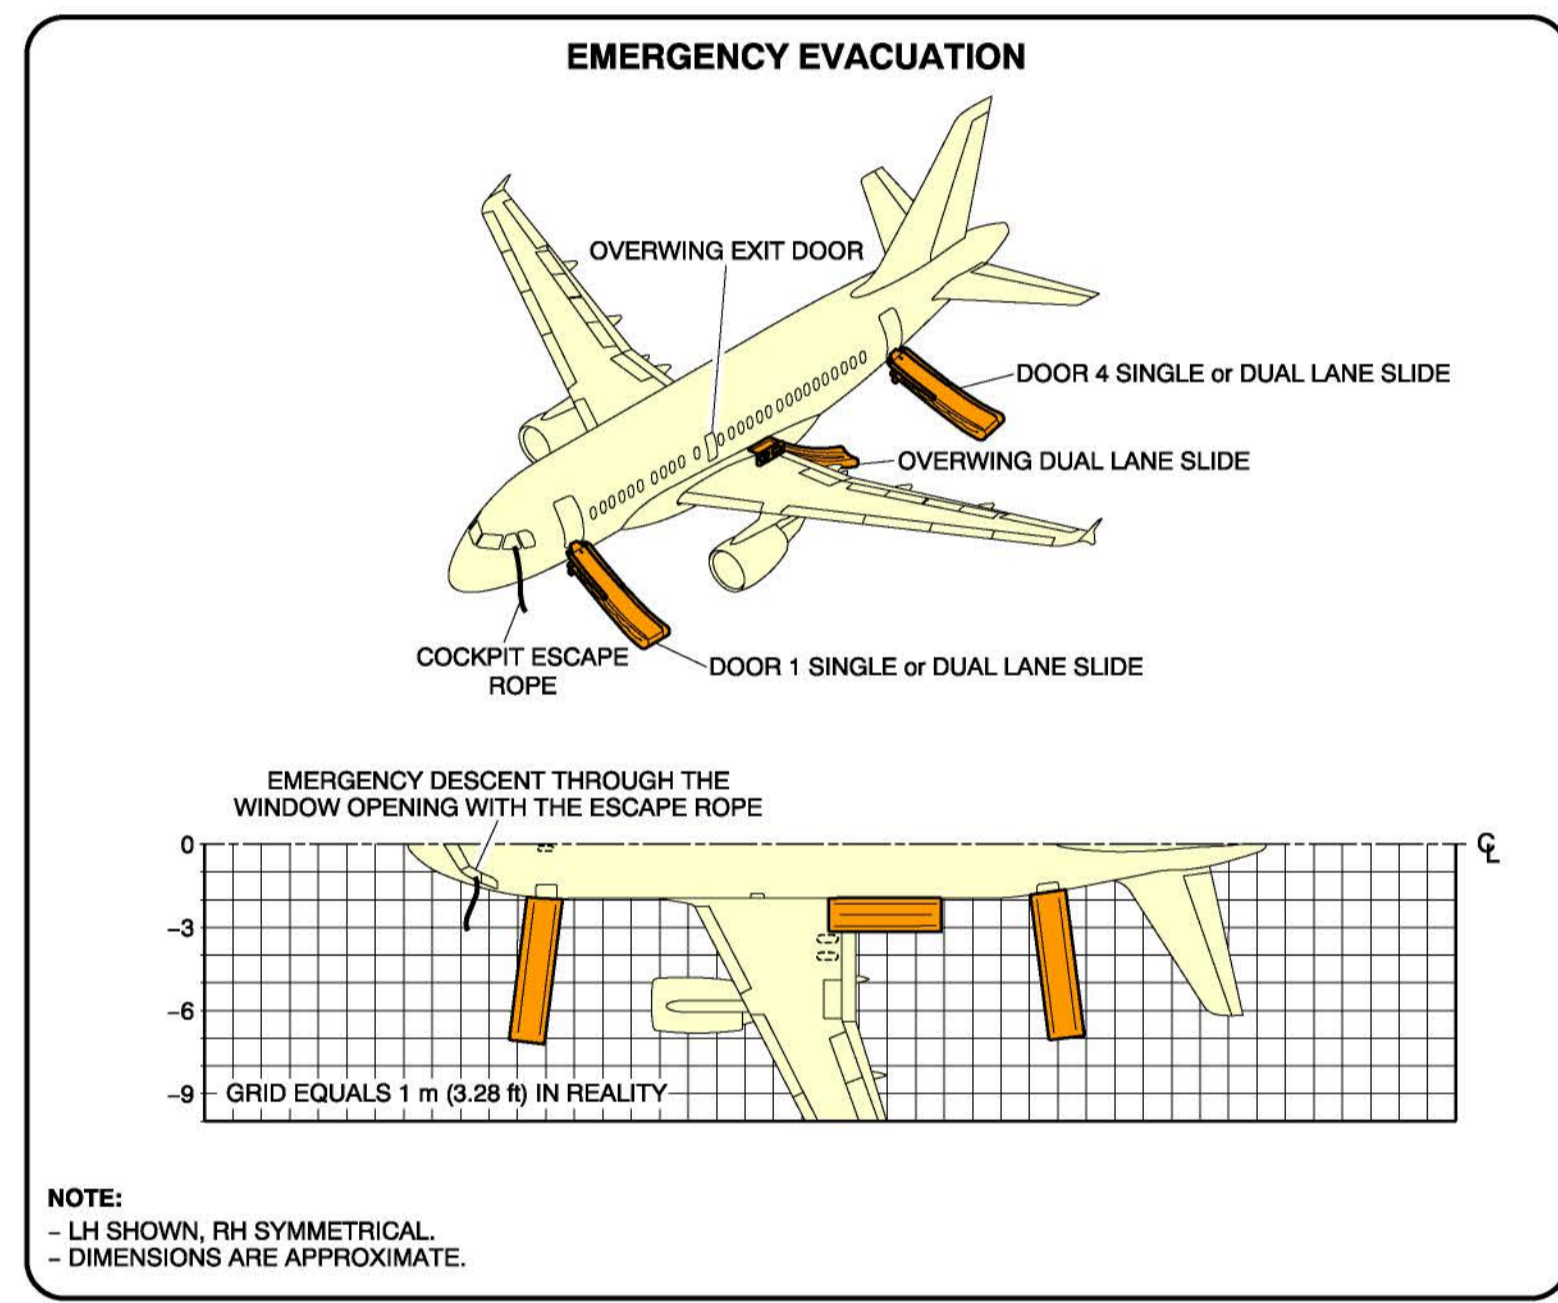 EMERGENCY EVACUATION
OVERWING EXIT DOOR
DOOR 4 SINGLE or DUAL LANE SLIDE
OVERWING DUAL LANE SLIDE
COCKPIT ESCAPE
ROPE
DOOR 1 SINGLE or DUAL LANE SLIDE
EMERGENCY DESCENT THROUGH THE
WINDOW OPENING WITH THE ESCAPE ROPE
0
℄
–3
–6
–9
GRID EQUALS 1 m (3.28 ft) IN REALITY
NOTE:
– LH SHOWN, RH SYMMETRICAL.
– DIMENSIONS ARE APPROXIMATE.